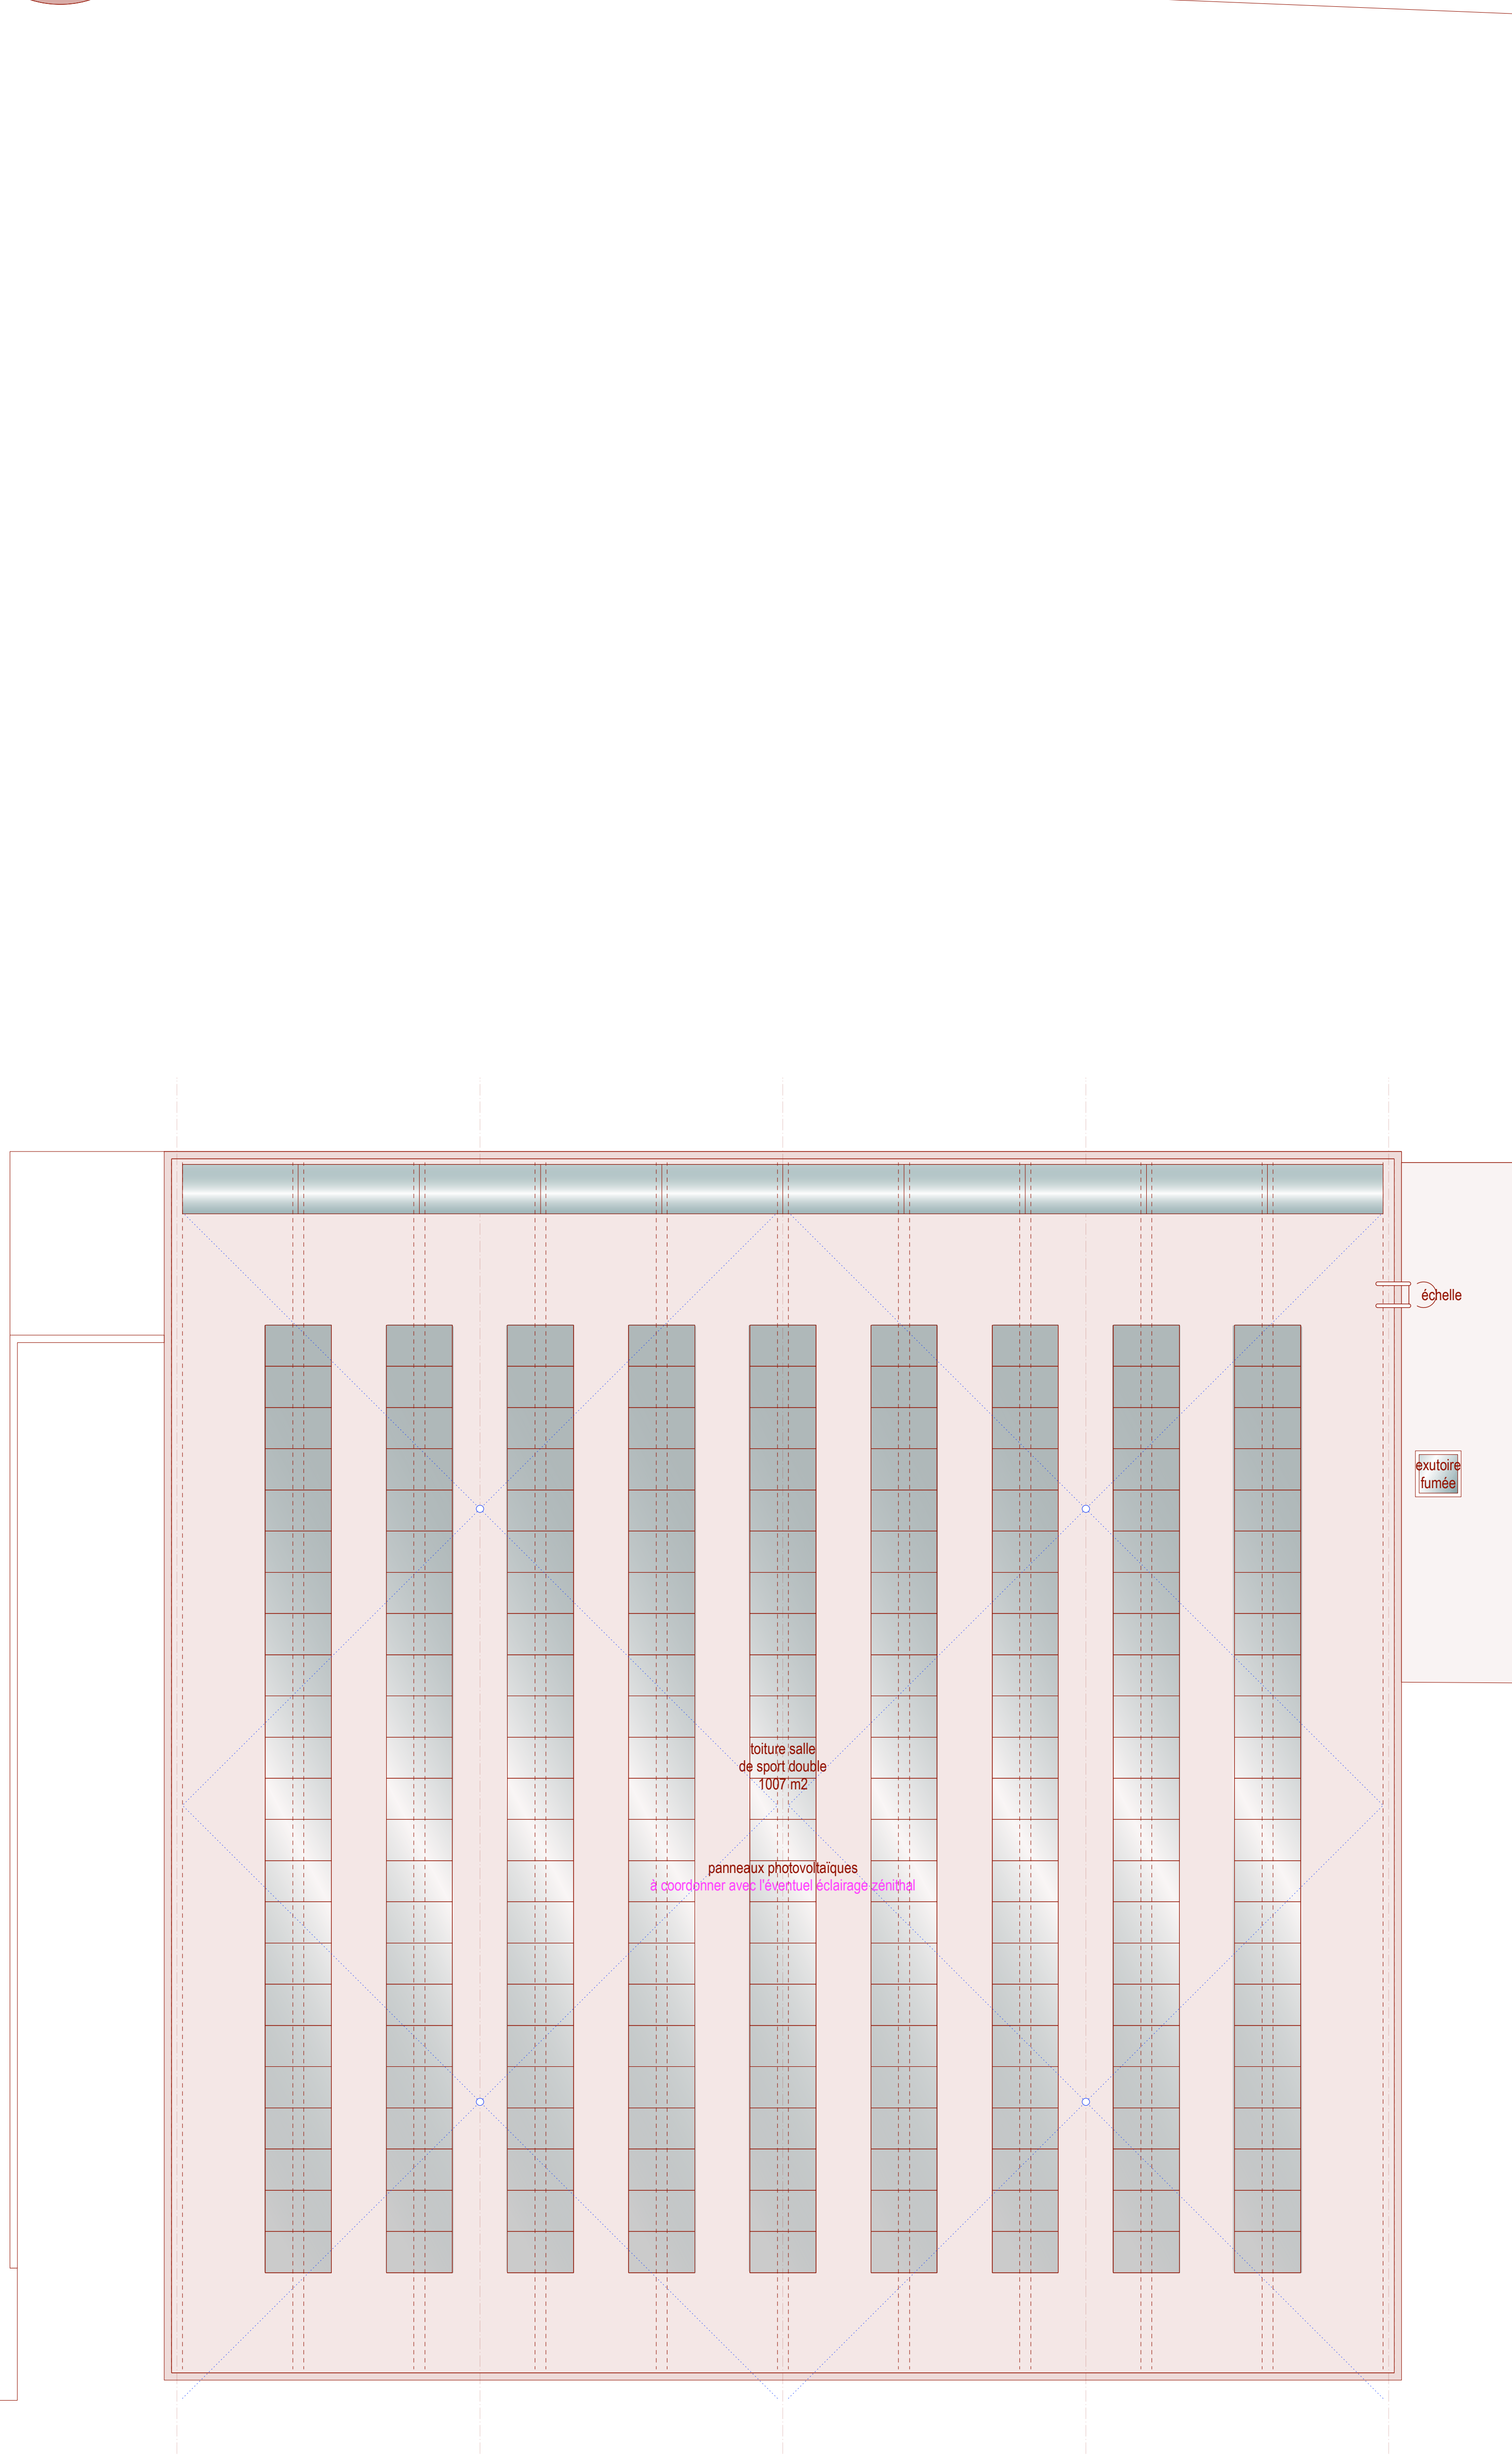 échelle
exutoire
fumée
toiture salle
de sport double
1007 m2
panneaux photovoltaïques
à coordonner avec l'éventuel éclairage zénithal